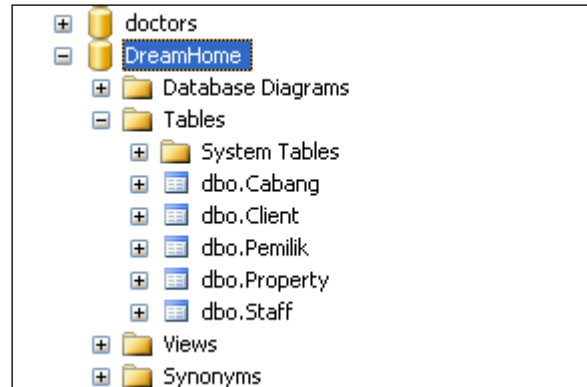 doctors
DreamHome
Database Diagrams
Tables
System Tables
dbo.Cabang
dbo.Client
dbo.Pemilik
dbo.Property
dbo.Staff
Views
Synonyms